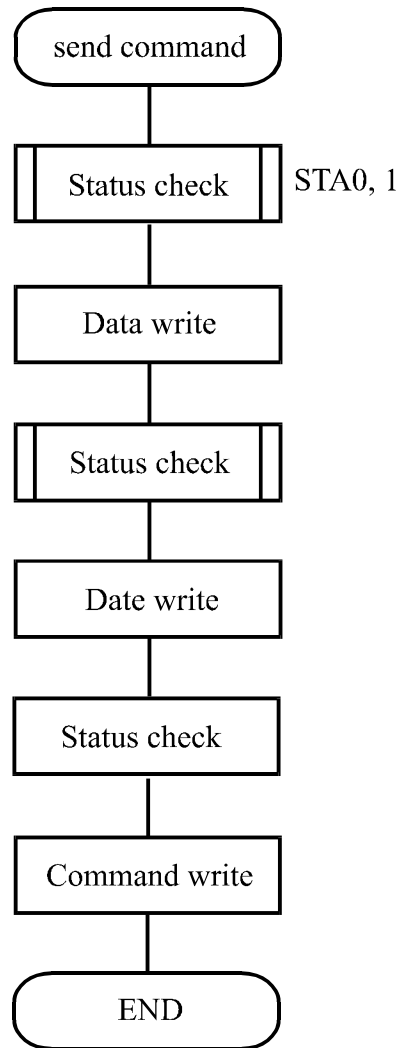 send command
Status check
STA0, 1
Data write
Status check
Date write
Status check
Command write
END